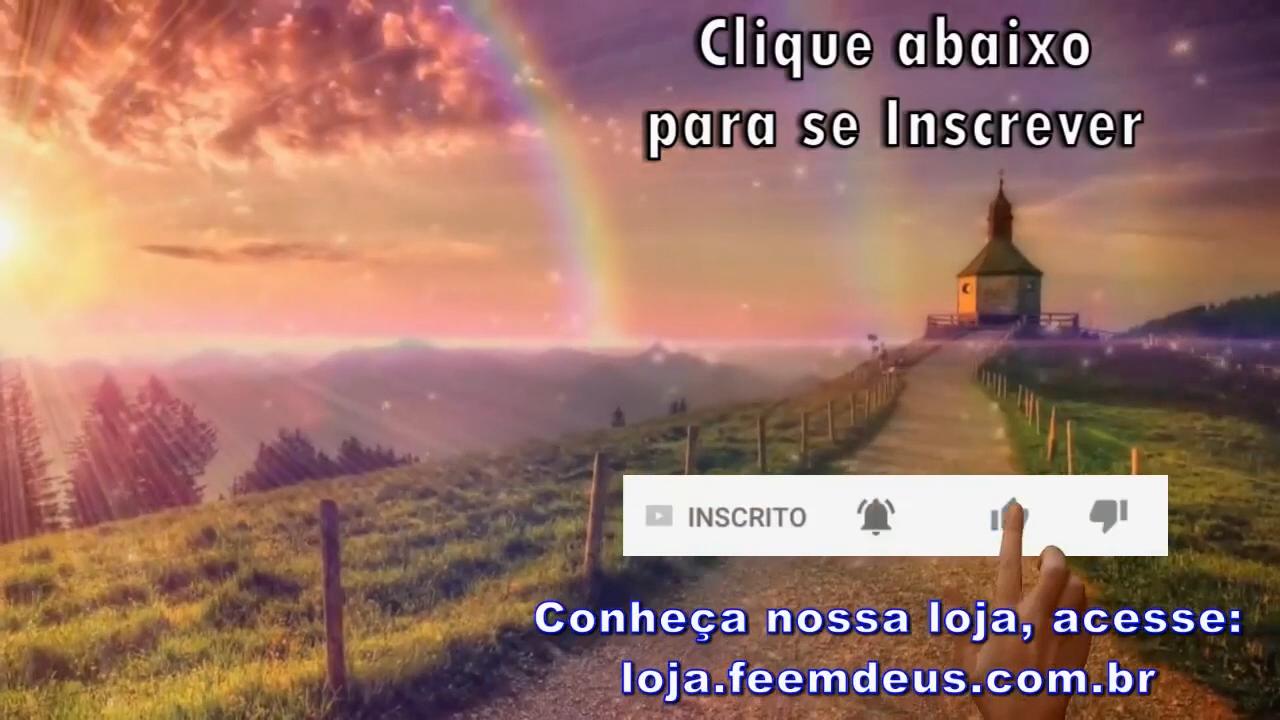 Clique abaixo
para se Inscrever
INSCRITO
Conheça nossa loja, acesse:
loja.feemdeus.com.br